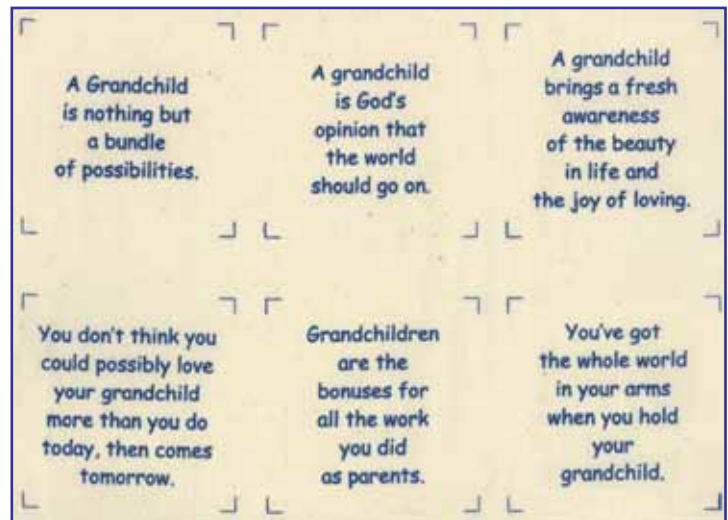 A Grandchild
is nothing but
a bundle
of possibilities.
A grandchild
is God's
opinion that
the world
should go on.
A grandchild
brings a fresh
awareness
of the beauty
in life and
the joy of loving.
You don't think you
could possibly love
your grandchild
more than you do
today, then comes
tomorrow.
Grandchildren
are the
bonuses for
all the work
you did
as parents.
You've got
the whole world
in your arms
when you hold
your
grandchild.